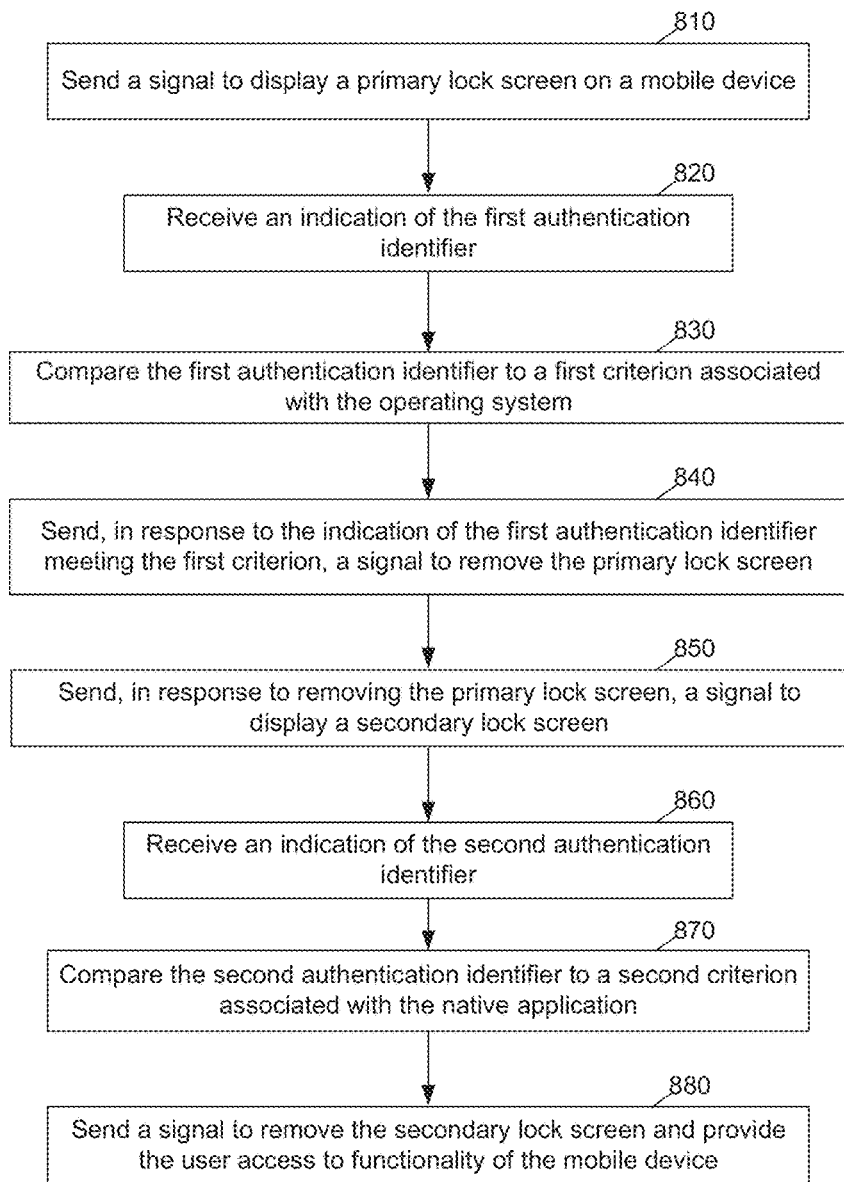 810
Send a signal to display a primary lock screen on a mobile device
820
Receive an indication of the first authentication
identifier
830
Compare the first authentication identifier to a first criterion associated
with the operating system
840
Send, in response to the indication of the first authentication identifier
meeting the first criterion, a signal to remove the primary lock screen
850
Send, in response to removing the primary lock screen, a signal to
display a secondary lock screen
860
Receive an indication of the second authentication
identifier
870
Compare the second authentication identifier to a second criterion
associated with the native application
880
Send a signal to remove the secondary lock screen and provide
the user access to functionality of the mobile device